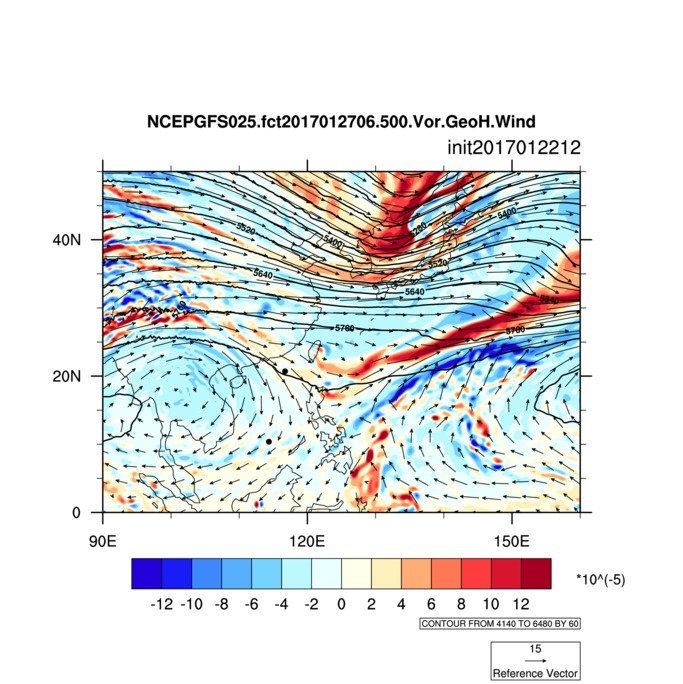 NCEPGFS025.fct2017012706.500.Vor.GeoH.Wind
init2017012212
5520
5400
5280
5400
40N
5640
5520
5640
5640
5760
5760
20N
0
90E 120E 150E
-12 -10 -8 -6 -4 -2 0 2 4 6 8 10 12
*10^(-5)
CONTOUR FROM 4140 TO 6480 BY 60
15
Reference Vector